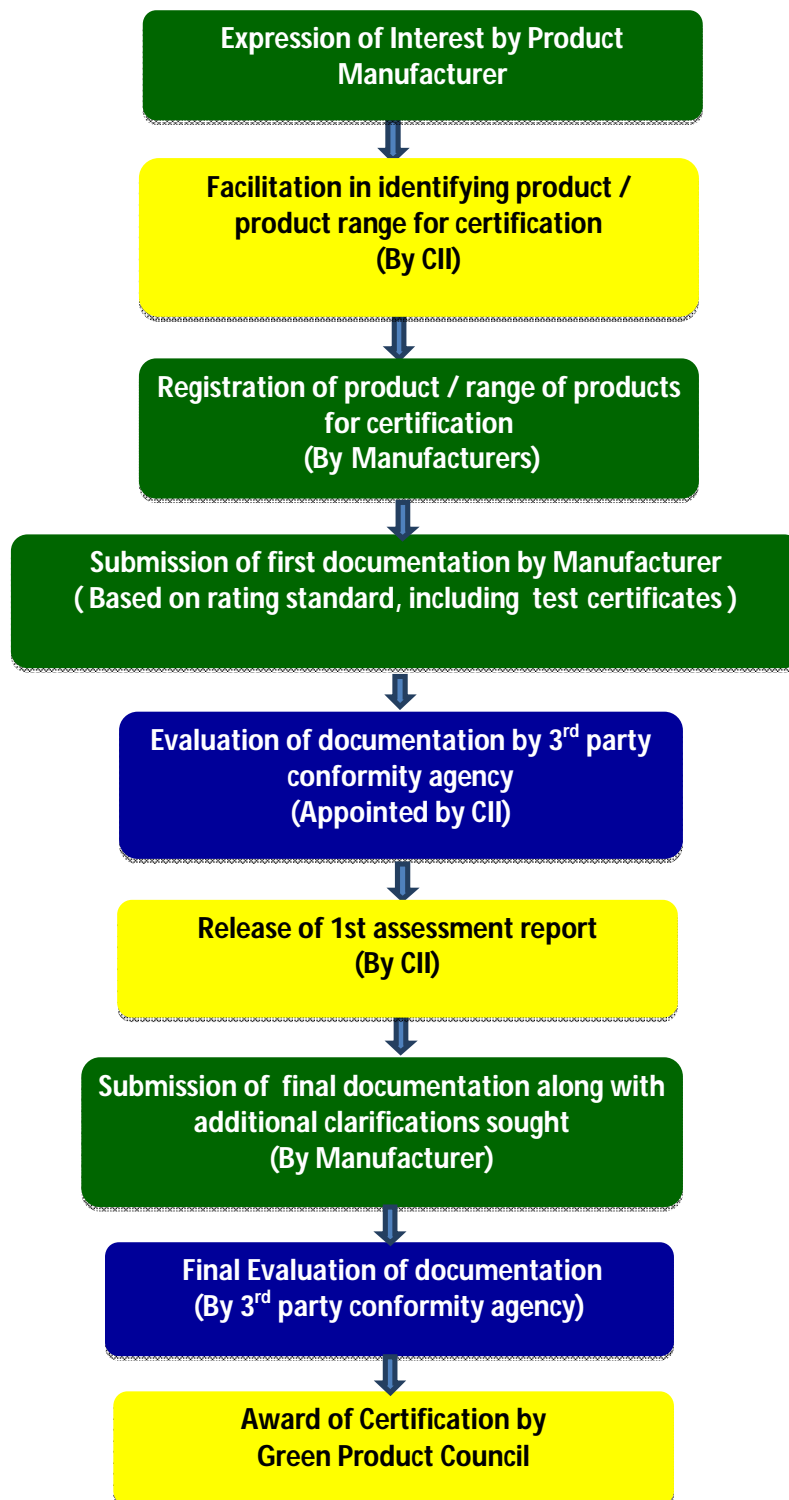 Expression of Interest by Product
Manufacturer
Facilitation in identifying product /
product range for certification
(By CII)
Registration of product / range of products
for certification
(By Manufacturers)
Submission of first documentation by Manufacturer
( Based on rating standard, including test certificates )
Evaluation of documentation by 3rd party
conformity agency
(Appointed by CII)
Release of 1st assessment report
(By CII)
Submission of final documentation along with
additional clarifications sought
(By Manufacturer)
Final Evaluation of documentation
(By 3rd party conformity agency)
Award of Certification by
Green Product Council